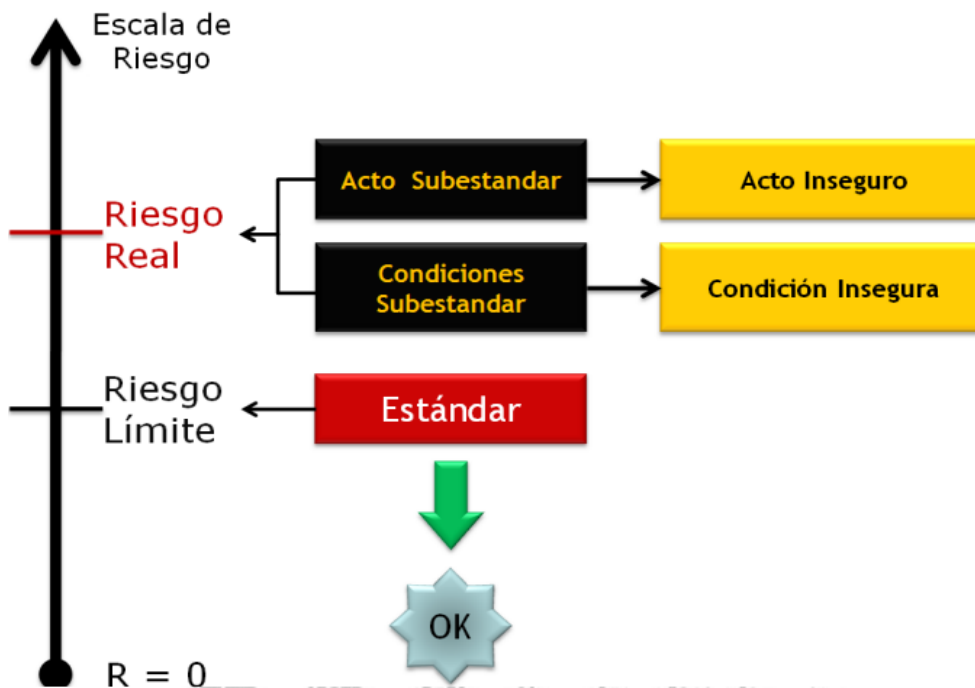 Escala de
Riesgo
Acto Subestandar
Acto Inseguro
Riesgo
Real
Condiciones
Subestandar
Condición Insegura
Riesgo
Límite
Estándar
OK
R = 0